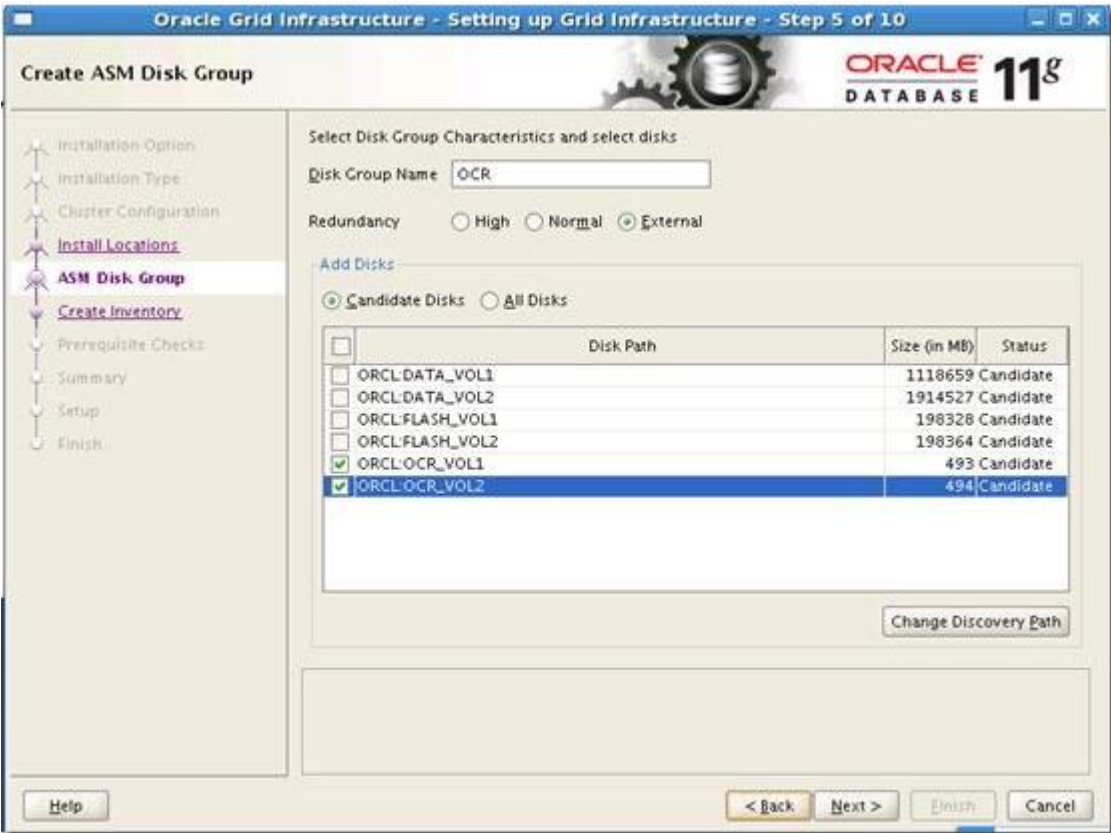 Oracle Grid Infrastructure - Setting up Grid Infrastructure - Step 5 of 10
Create ASM Disk Group
ORACLE
DATABASE
11g
Installation Option
Installation Type
Cluster Configuration
Install Locations
ASM Disk Group
Create Inventory
Prerequisite Checks
Summary
Setup
Finish
Select Disk Group Characteristics and select disks
Disk Group Name OCR
Redundancy High Normal External
Add Disks
Candidate Disks All Disks
Disk Path Size (in MB) Status
ORCL:DATA_VOL1 1118659 Candidate
ORCL:DATA_VOL2 1914527 Candidate
ORCL:FLASH_VOL1 198328 Candidate
ORCL:FLASH_VOL2 198364 Candidate
ORCL:OCR_VOL1 493 Candidate
ORCL:OCR_VOL2 494 Candidate
Change Discovery Path
Help < Back Next > Finish Cancel